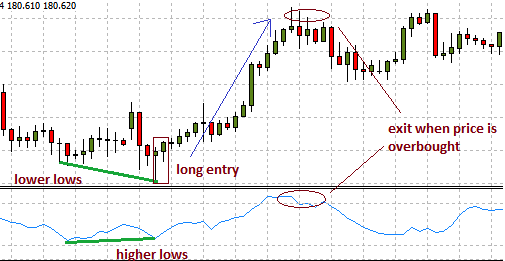 4 180.610 180.620
exit when price is
overbought
long entry
lower lows
higher lows